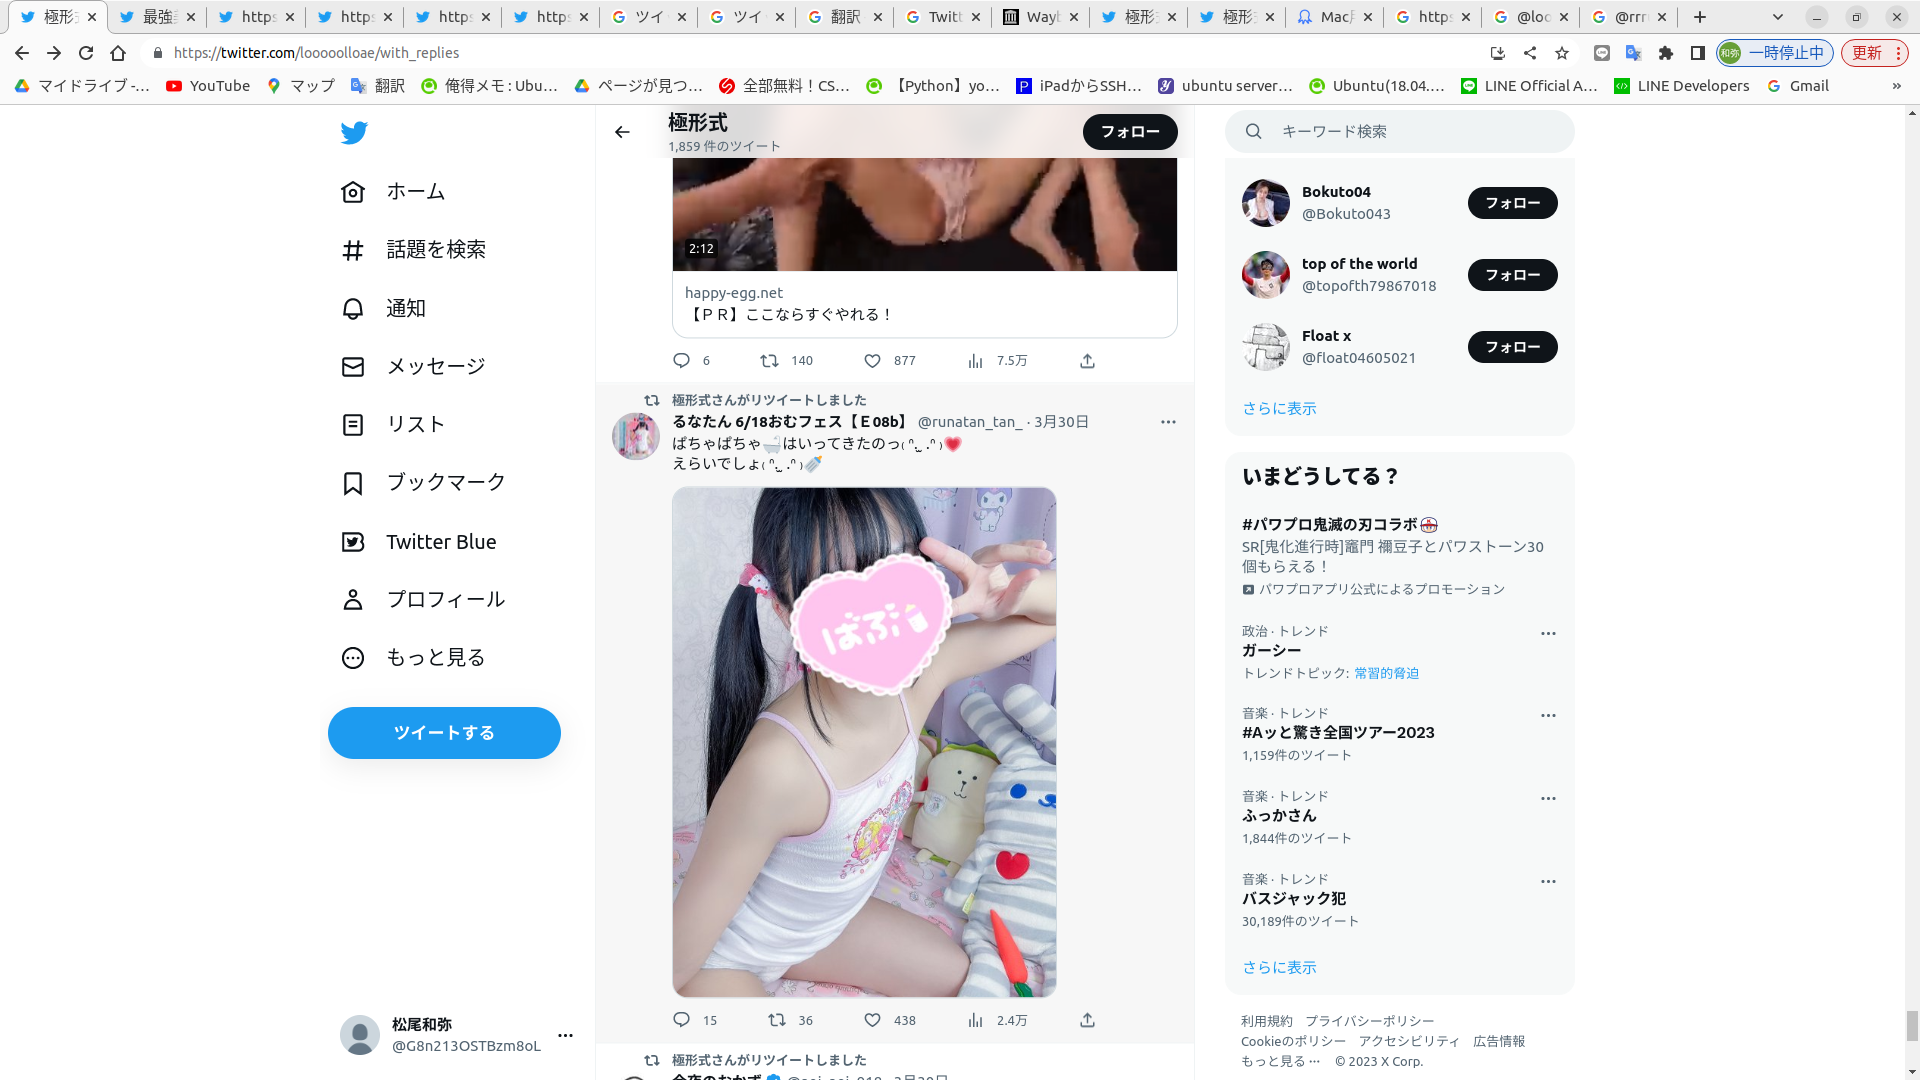 極形式
最強
https
https
https
https
ツイ
ツイ
翻訳
Twitt
Wayb
極形式
極形式
Mac
https
@loo
@rrr
https://twitter.com/looooolloae/with_replies
和弥 一時停止中
更新
マイドライブ -...
YouTube
マップ
翻訳
俺得メモ : Ubu...
ページが見つ...
全部無料！CS...
【Python】yo...
iPadからSSH...
ubuntu server...
Ubuntu(18.04....
LINE Official A...
LINE Developers
Gmail
»
ホーム
話題を検索
通知
メッセージ
リスト
ブックマーク
Twitter Blue
プロフィール
もっと見る
ツイートする
松尾和弥
@G8n213OSTBzm8oL
極形式
1,859 件のツイート
フォロー
2:12
happy-egg.net
【ＰＲ】ここならすぐやれる！
6 140 877 7.5万
極形式さんがリツイートしました
るなたん 6/18おむフェス【Ｅ08b】 @runatan_tan_ · 3月30日
ぱちゃぱちゃ🛁はいってきたのっ₍ ᐢ. ̫ .ᐢ ₎💗
えらいでしょ₍ ᐢ. ̫ .ᐢ ₎🍼
ばぶ
15 36 438 2.4万
極形式さんがリツイートしました
今夜のおかず
キーワード検索
Bokuto04
@Bokuto043
フォロー
top of the world
@topofth79867018
フォロー
Float x
@float04605021
フォロー
さらに表示
いまどうしてる？
#パワプロ鬼滅の刃コラボ
SR[鬼化進行時]竈門 禰豆子とパワストーン30
個もらえる！
パワプロアプリ公式によるプロモーション
政治 · トレンド
ガーシー
トレンドトピック: 常習的脅迫
音楽 · トレンド
#Aッと驚き全国ツアー2023
1,159件のツイート
音楽 · トレンド
ふっかさん
1,844件のツイート
音楽 · トレンド
バスジャック犯
30,189件のツイート
さらに表示
利用規約 プライバシーポリシー
Cookieのポリシー アクセシビリティ 広告情報
もっと見る ··· © 2023 X Corp.